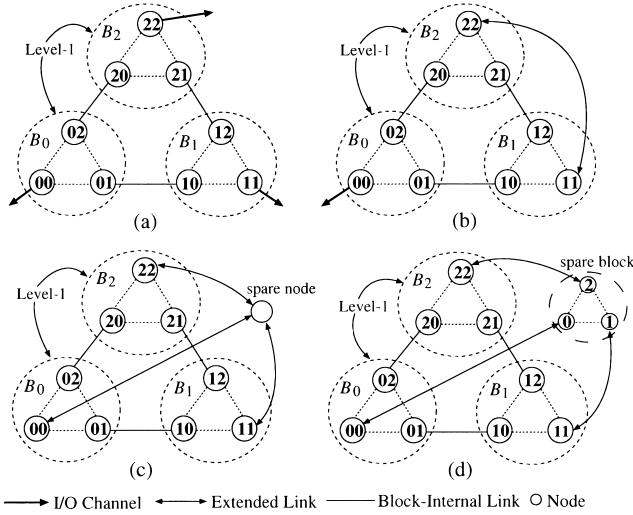 22
B2
Level-1
20
21
02
12
B0
B1
00
01
10
11
(a)
22
B2
Level-1
20
21
02
12
B0
B1
00
01
10
11
(b)
22
B2
spare node
Level-1
20
21
02
12
B0
B1
00
01
10
11
(c)
spare block
22
2
B2
Level-1
20
21
0
1
02
12
B0
B1
00
01
10
11
(d)
I/O Channel
Extended Link
Block-Internal Link
Node